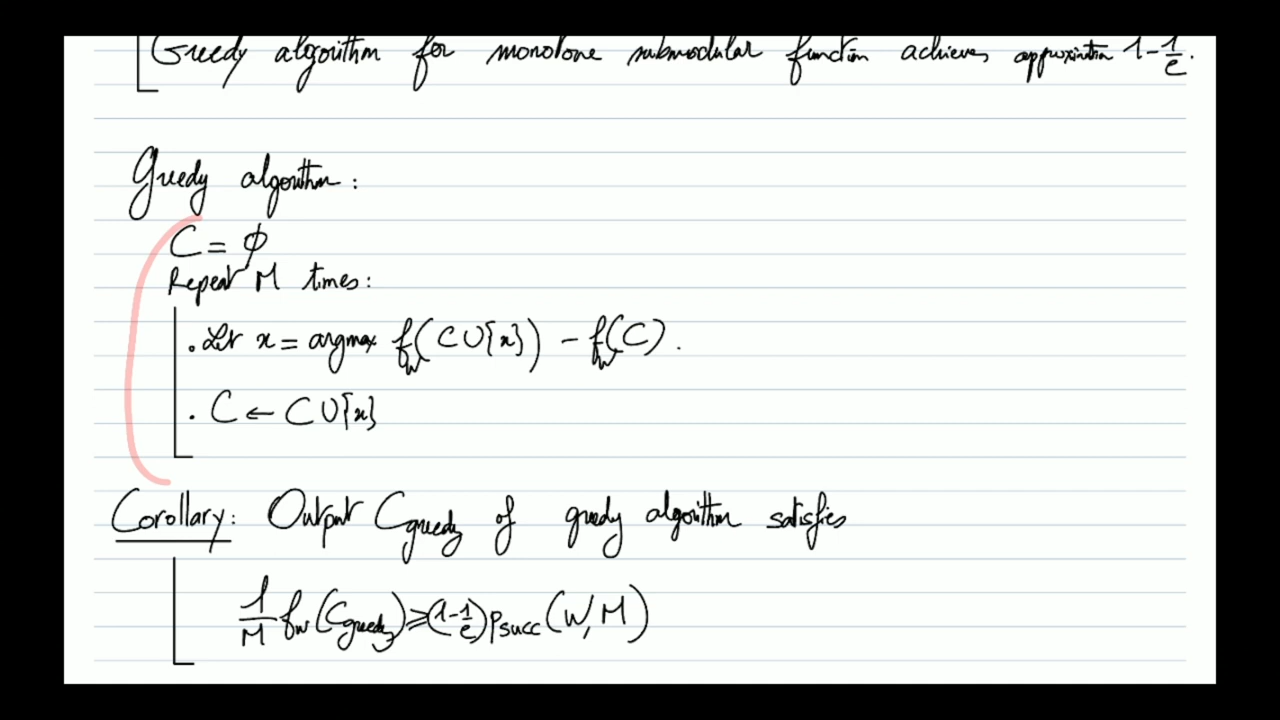 Greedy algorithm for monotone submodular function achieves approximation 1-1/e.
Greedy algorithm:
C = ∅
Repeat M times:
. Let x = argmax f_W(C∪{x}) - f_W(C).
. C ← C∪{x}
Corollary: Output C_greedy of greedy algorithm satisfies
1/M f_W(C_greedy) ≥ (1-1/e) p_succ(W, M)